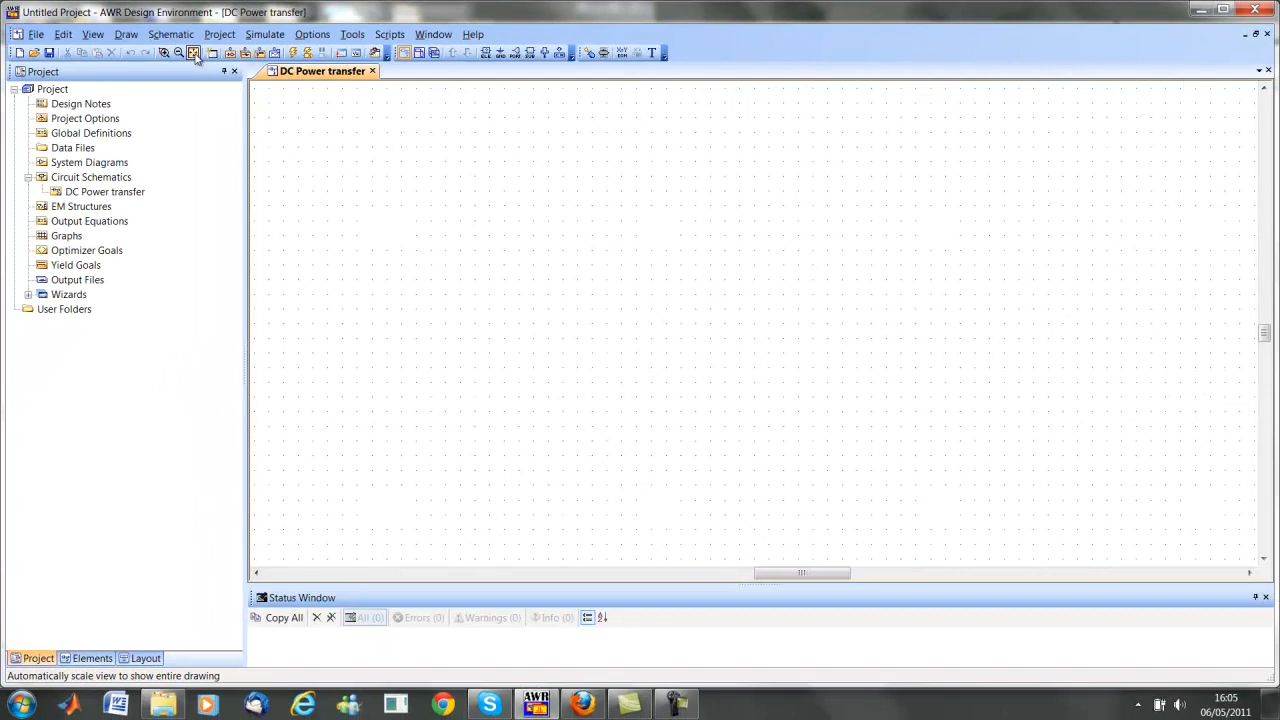 Untitled Project - AWR Design Environment - [DC Power transfer]
File Edit View Draw Schematic Project Simulate Options Tools Scripts Window Help
Project
DC Power transfer
Project
Design Notes
Project Options
Global Definitions
Data Files
System Diagrams
Circuit Schematics
DC Power transfer
EM Structures
Output Equations
Graphs
Optimizer Goals
Yield Goals
Output Files
Wizards
User Folders
Status Window
Copy All All (0) Errors (0) Warnings (0) Info (0)
Project Elements Layout
Automatically scale view to show entire drawing
AWR
16:05
06/05/2011